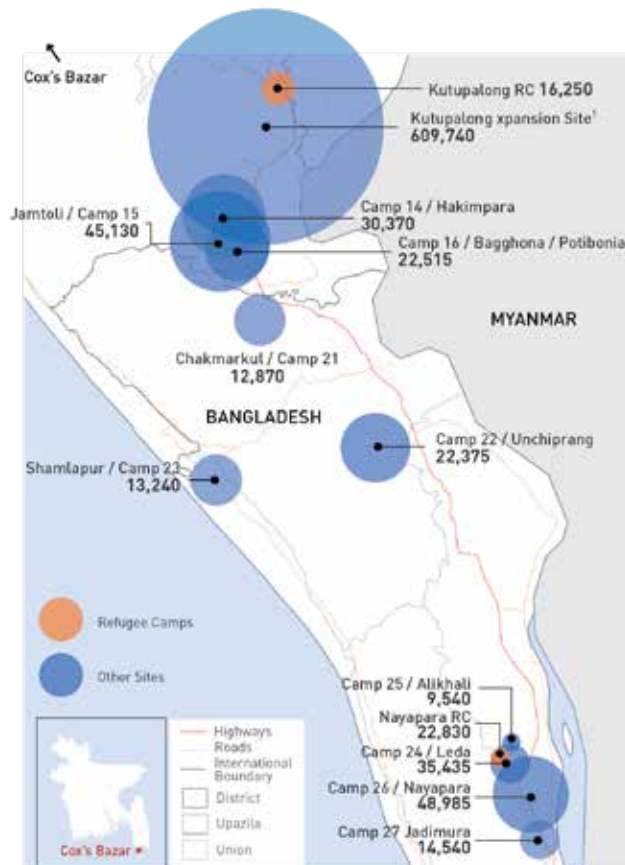 Cox's Bazar
Kutupalong RC 16,250
Kutupalong xpansion Site¹
609,740
Camp 14 / Hakimpara
30,370
Jamtoli / Camp 15
45,130
Camp 16 / Bagghona / Potibonia
22,515
MYANMAR
Chakmarkul / Camp 21
12,870
BANGLADESH
Camp 22 / Unchiprang
22,375
Shamlapur / Camp 23
13,240
Refugee Camps
Other Sites
Camp 25 / Alikhali
9,540
Nayapara RC
22,830
Camp 24 / Leda
35,435
Camp 26 / Nayapara
48,985
Camp 27 Jadimura
14,540
Highways
Roads
International
Boundary
District
Upazila
Union
Cox's Bazar